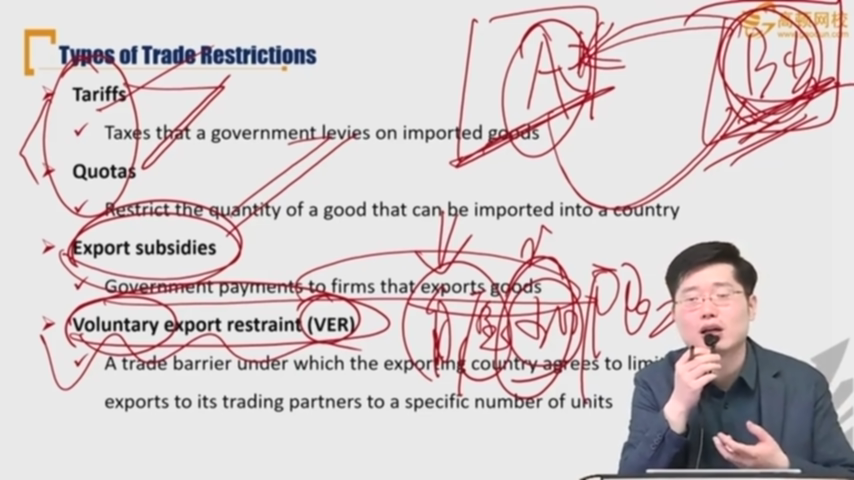 高顿网校
Types of Trade Restrictions
Tariffs
Taxes that a government levies on imported goods
Quotas
Restrict the quantity of a good that can be imported into a country
Export subsidies
Government payments to firms that exports goods
Voluntary export restraint (VER)
A trade barrier under which the exporting country agrees to limit
exports to its trading partners to a specific number of units
A
B